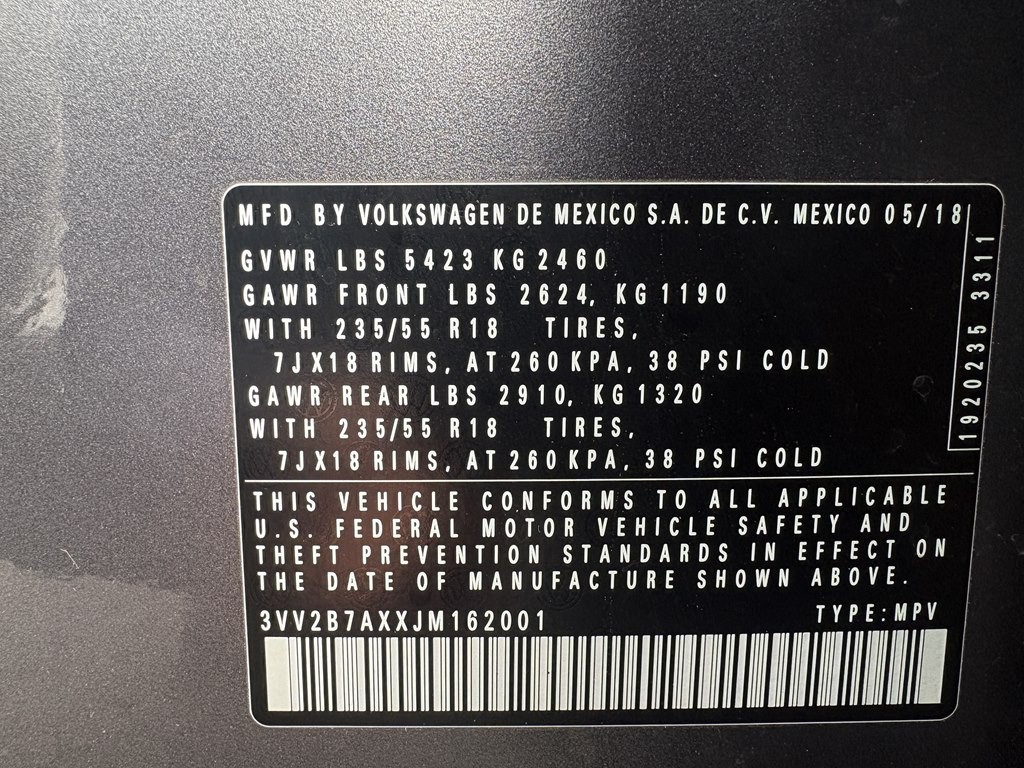 MFD BY VOLKSWAGEN DE MEXICO S.A. DE C.V. MEXICO 05/18
GVWR LBS 5423 KG 2460
GAWR FRONT LBS 2624, KG 1190
WITH 235/55 R18 TIRES,
7JX18 RIMS, AT 260 KPA, 38 PSI COLD
GAWR REAR LBS 2910, KG 1320
WITH 235/55 R18 TIRES,
7JX18 RIMS, AT 260 KPA, 38 PSI COLD
1920235 3311
THIS VEHICLE CONFORMS TO ALL APPLICABLE
U.S. FEDERAL MOTOR VEHICLE SAFETY AND
THEFT PREVENTION STANDARDS IN EFFECT ON
THE DATE OF MANUFACTURE SHOWN ABOVE.
3VV2B7AXXJM162001 TYPE: MPV